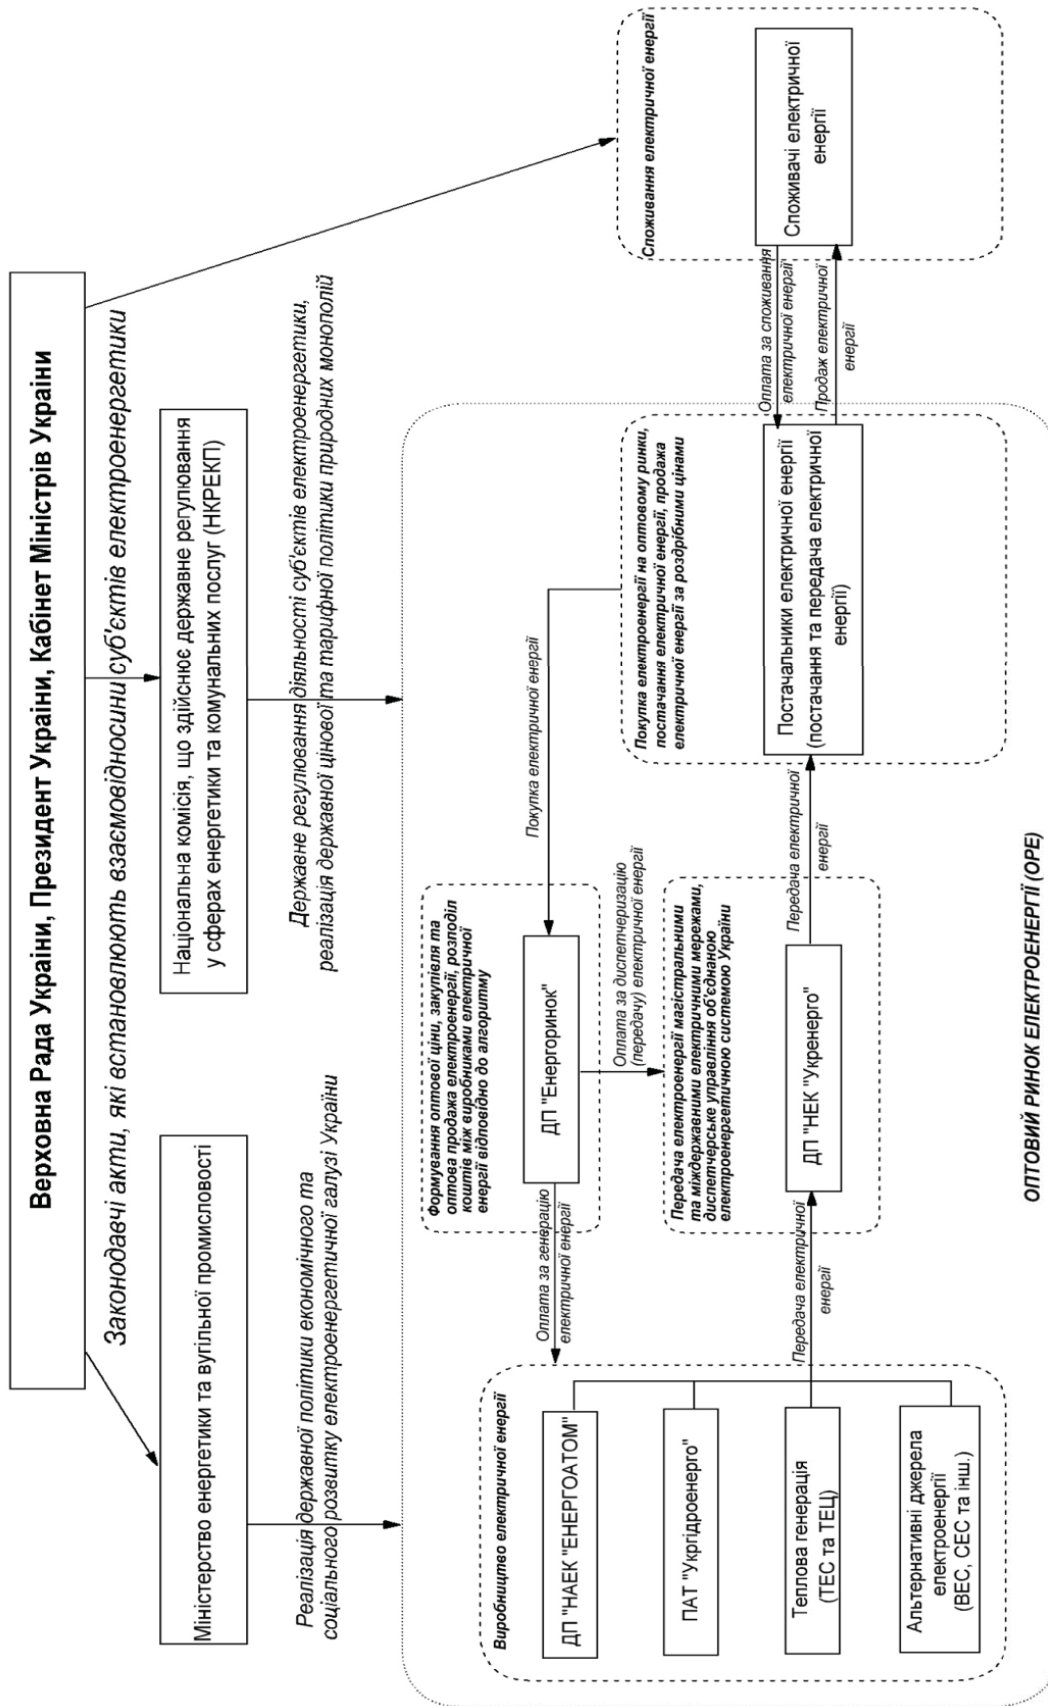 Верховна Рада України, Президент України, Кабінет Міністрів України
Законодавчі акти, які встановлюють взаємовідносини суб'єктів електроенергетики
Міністерство енергетики та вугільної промисловості
Національна комісія, що здійснює державне регулювання
у сферах енергетики та комунальних послуг (НКРЕКП)
Реалізація державної політики економічного та
соціального розвитку електроенергетичної галузі України
Державне регулювання діяльності суб'єктів електроенергетики,
реалізація державної цінової та тарифної політики природних монополій
Виробництво електричної енергії
ДП "НАЕК "ЕНЕРГОАТОМ"
ПАТ "Укргідроенерго"
Теплова генерація
(ТЕС та ТЕЦ)
Альтернативні джерела
електроенергії
(ВЕС, СЕС та інш.)
Оплата за генерацію
електричної енергії
Передача електричної
енергії
Формування оптової ціни, закупівля та
оптова продажа електроенергії, розподіл
коштів між виробниками електричної
енергії відповідно до алгоритму
ДП "Енергоринок"
Оплата за диспетчеризацію
(передачу) електричної енергії
Передача електроенергії магістральними
та міждержавними електричними мережами,
диспетчерське управління об'єднаною
електроенергетичною системою України
ДП "НЕК "Укренерго"
Покупка електричної енергії
Передача електричної
енергії
Покупка електроенергії на оптовому ринки,
постачання електричної енергії, продажа
електричної енергії за роздрібними цінами
Постачальники електричної енергії
(постачання та передача електричної
енергії)
Оплата за споживання
електричної енергії
Продаж електричної
енергії
Споживання електричної енергії
Споживачі електричної
енергії
ОПТОВИЙ РИНОК ЕЛЕКТРОЕНЕРГІЇ (ОРЕ)